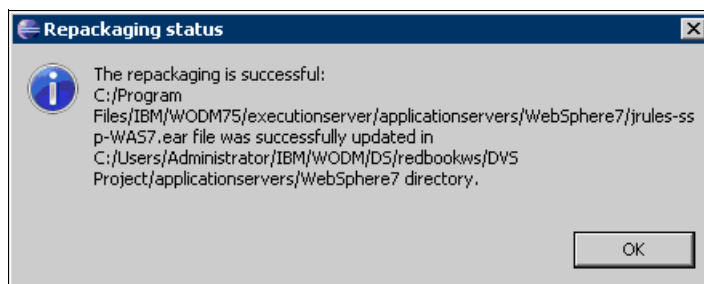 Repackaging status
The repackaging is successful:
C:/Program
Files/IBM/WODM75/executionserver/applicationservers/WebSphere7/jrules-ss
p-WAS7.ear file was successfully updated in
C:/Users/Administrator/IBM/WODM/DS/redbookws/DVS
Project/applicationservers/WebSphere7 directory.
OK